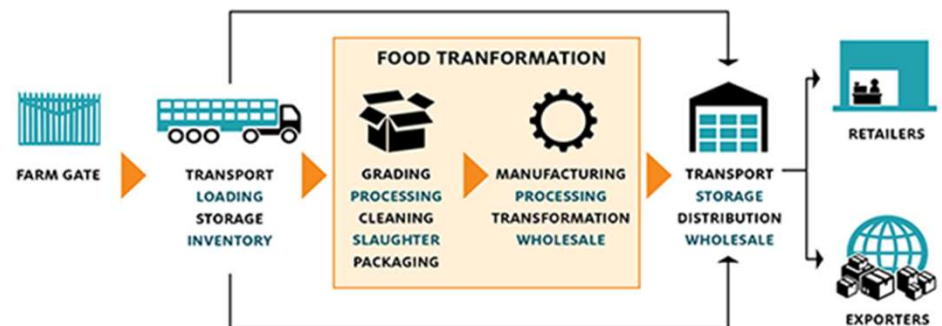 FOOD TRANFORMATION
FARM GATE
TRANSPORT
LOADING
STORAGE
INVENTORY
GRADING
PROCESSING
CLEANING
SLAUGHTER
PACKAGING
MANUFACTURING
PROCESSING
TRANSFORMATION
WHOLESALE
TRANSPORT
STORAGE
DISTRIBUTION
WHOLESALE
RETAILERS
EXPORTERS